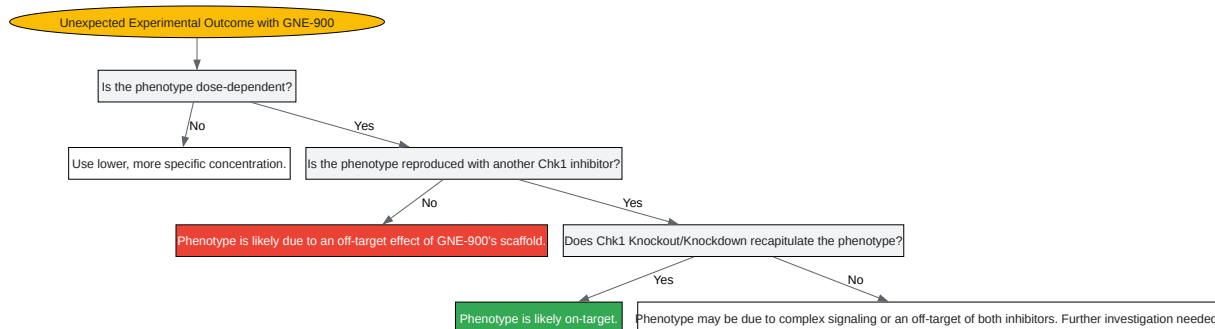 Unexpected Experimental Outcome with GNE-900
Is the phenotype dose-dependent?
No
Yes
Use lower, more specific concentration.
Is the phenotype reproduced with another Chk1 inhibitor?
No
Yes
Phenotype is likely due to an off-target effect of GNE-900's scaffold.
Does Chk1 Knockout/Knockdown recapitulate the phenotype?
Yes
No
Phenotype is likely on-target.
Phenotype may be due to complex signaling or an off-target of both inhibitors. Further investigation needed